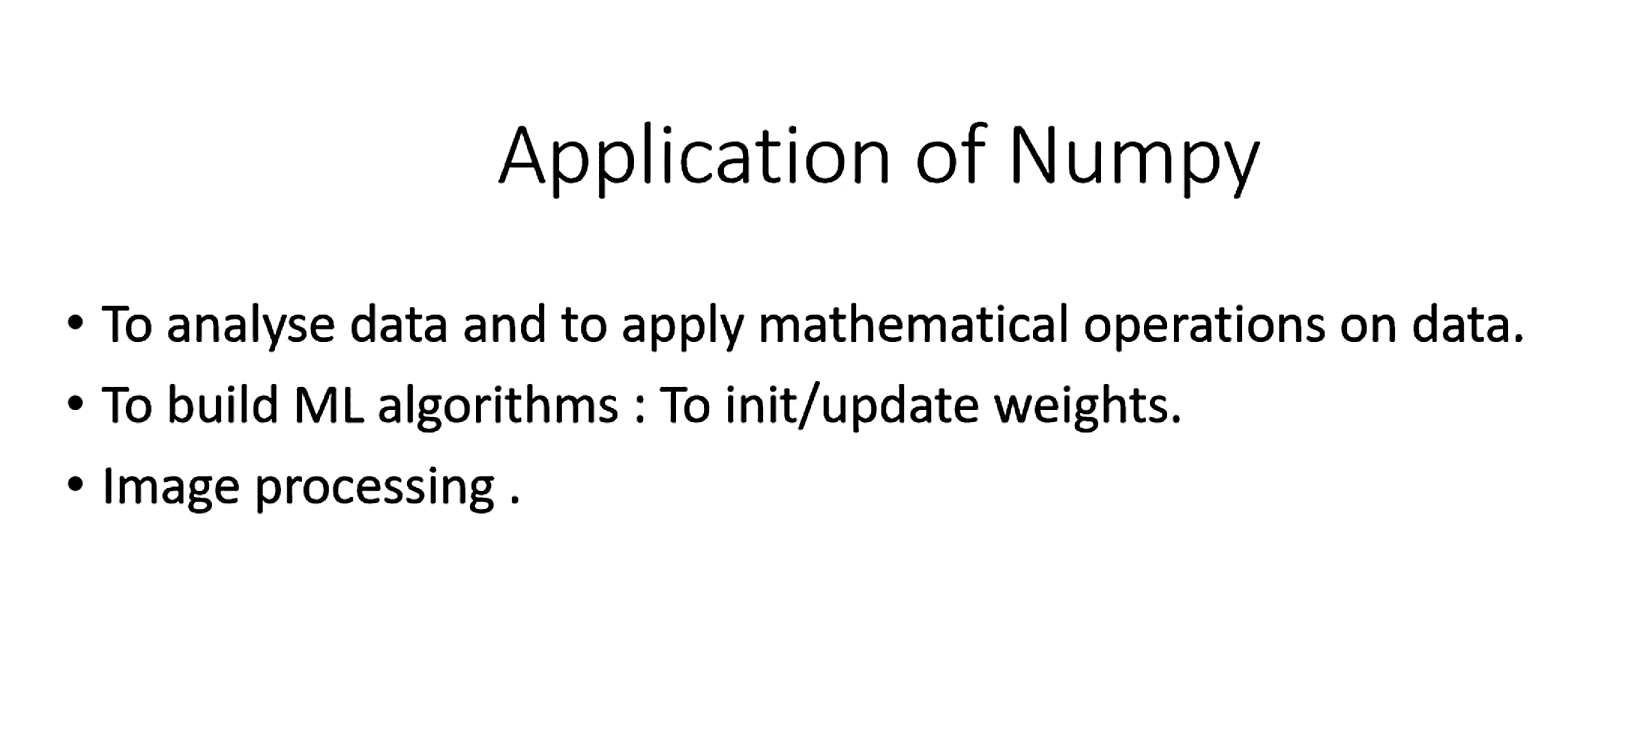 Application of Numpy
• To analyse data and to apply mathematical operations on data.
• To build ML algorithms : To init/update weights.
• Image processing .